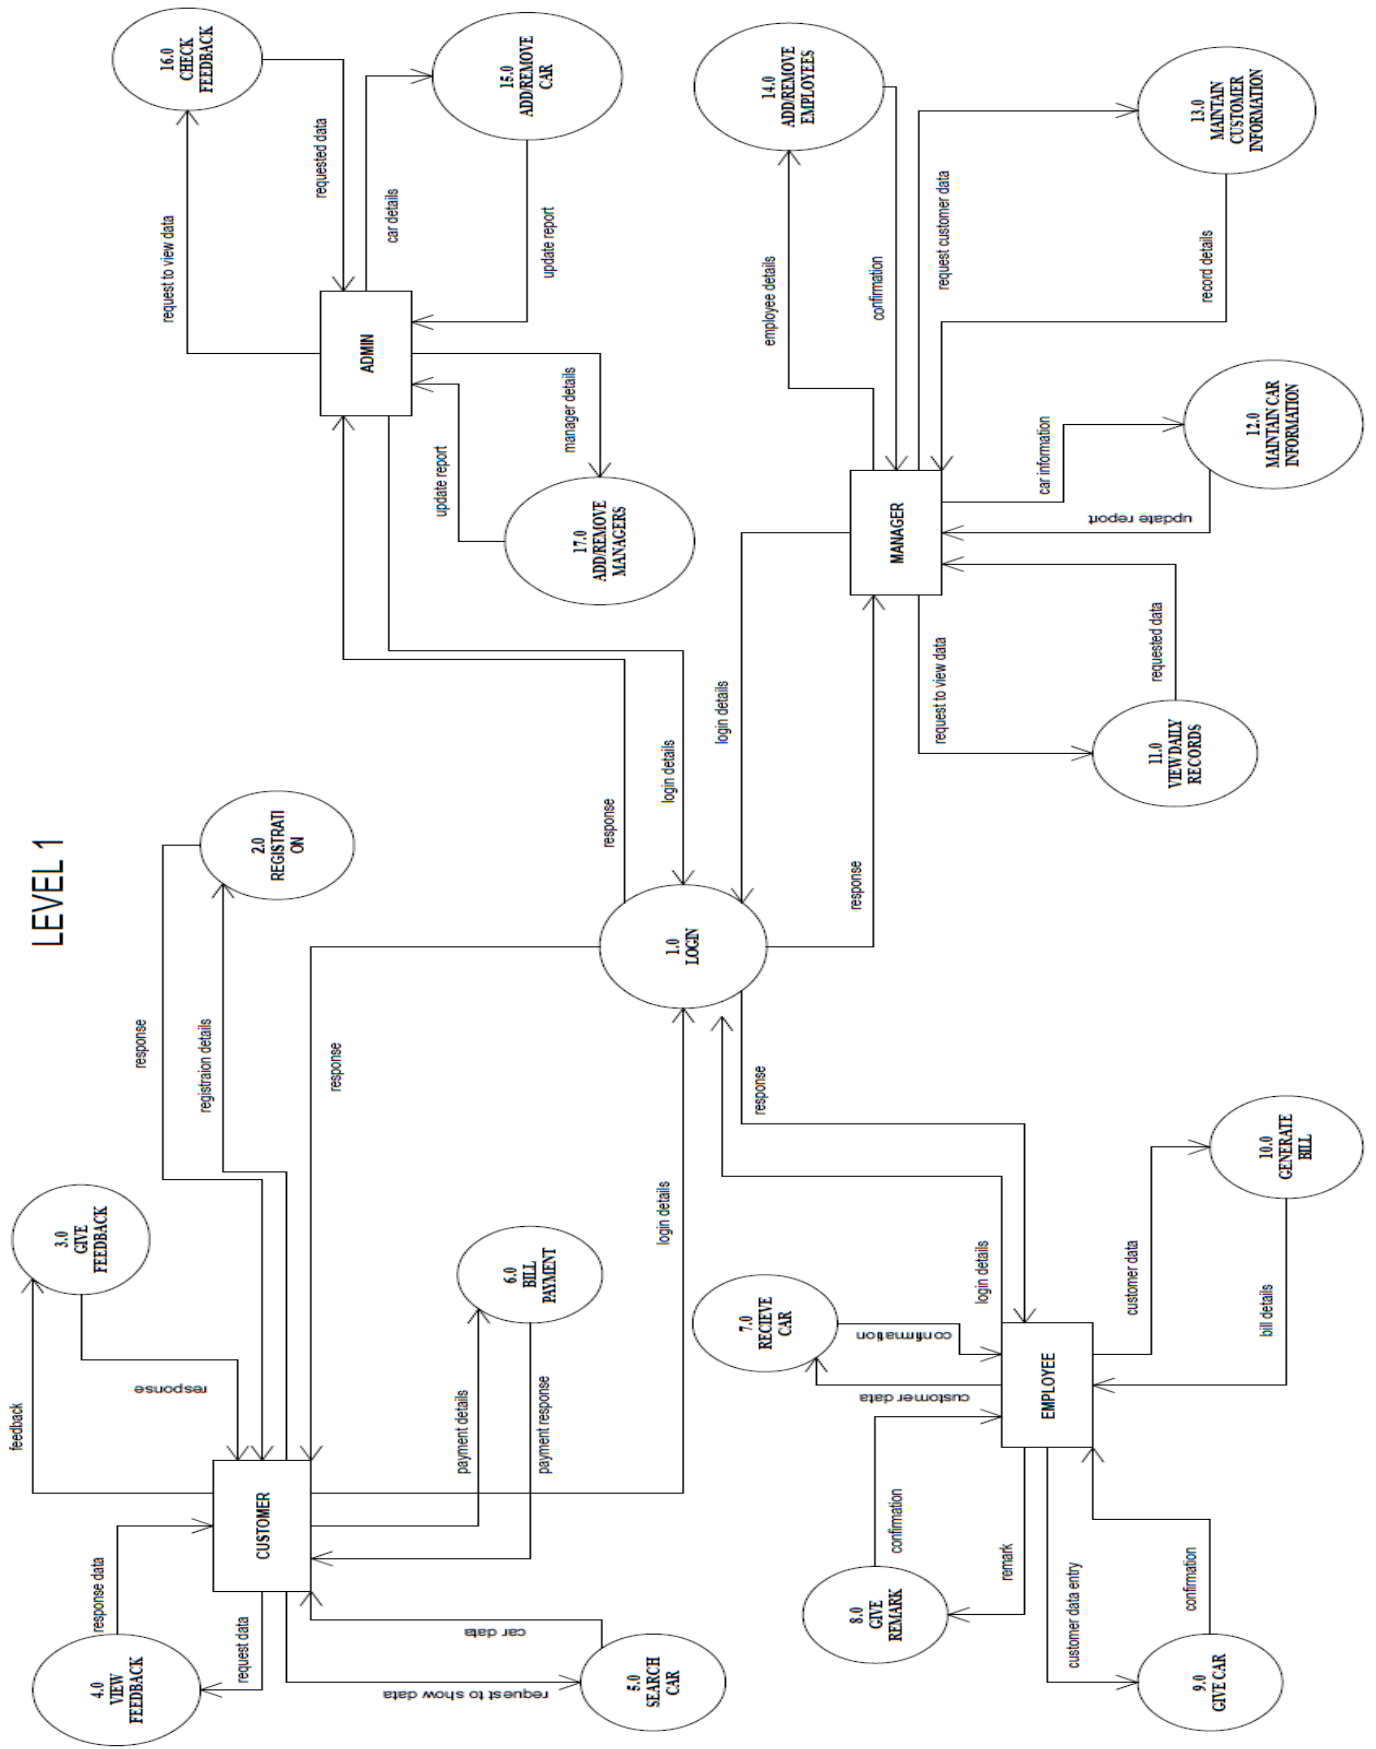 LEVEL 1
4.0
VIEW
FEEDBACK
response data
request data
feedback
3.0
GIVE
FEEDBACK
response
response
registraion details
2.0
REGISTRATI
ON
CUSTOMER
response
request to show data
car data
5.0
SEARCH
CAR
payment details
payment response
6.0
BILL
PAYMENT
login details
1.0
LOGIN
response
login details
16.0
CHECK
FEEDBACK
request to view data
requested data
ADMIN
car details
15.0
ADD/REMOVE
CAR
update report
update report
manager details
17.0
ADD/REMOVE
MANAGERS
login details
response
response
login details
7.0
RECIEVE
CAR
confirmation
customer data
8.0
GIVE
REMARK
confirmation
remark
EMPLOYEE
customer data entry
confirmation
9.0
GIVE CAR
customer data
bill details
10.0
GENERATE
BILL
MANAGER
employee details
confirmation
14.0
ADD/REMOVE
EMPLOYEES
request customer data
record details
13.0
MAINTAIN
CUSTOMER
INFORMATION
car information
update report
12.0
MAINTAIN CAR
INFORMATION
request to view data
requested data
11.0
VIEW DAILY
RECORDS